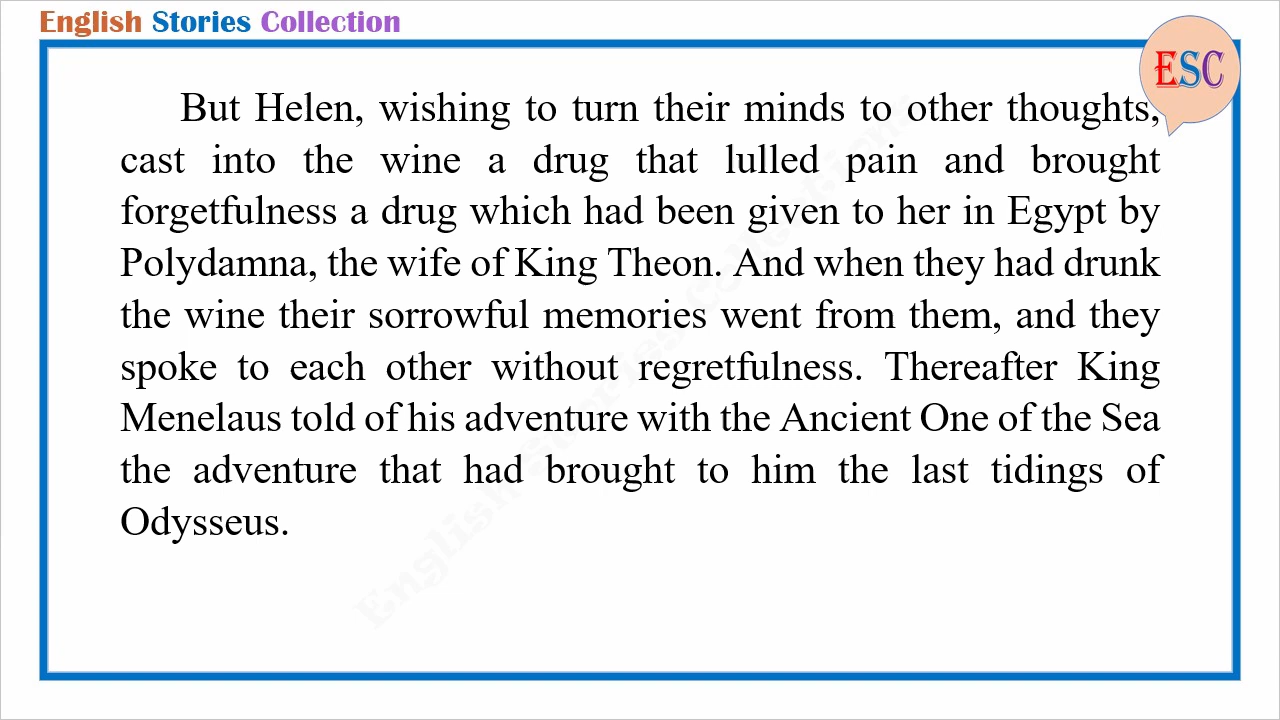 English Stories Collection
ESC
But Helen, wishing to turn their minds to other thoughts,
cast into the wine a drug that lulled pain and brought
forgetfulness a drug which had been given to her in Egypt by
Polydamna, the wife of King Theon. And when they had drunk
the wine their sorrowful memories went from them, and they
spoke to each other without regretfulness. Thereafter King
Menelaus told of his adventure with the Ancient One of the Sea
the adventure that had brought to him the last tidings of
Odysseus.
English Stories Collections